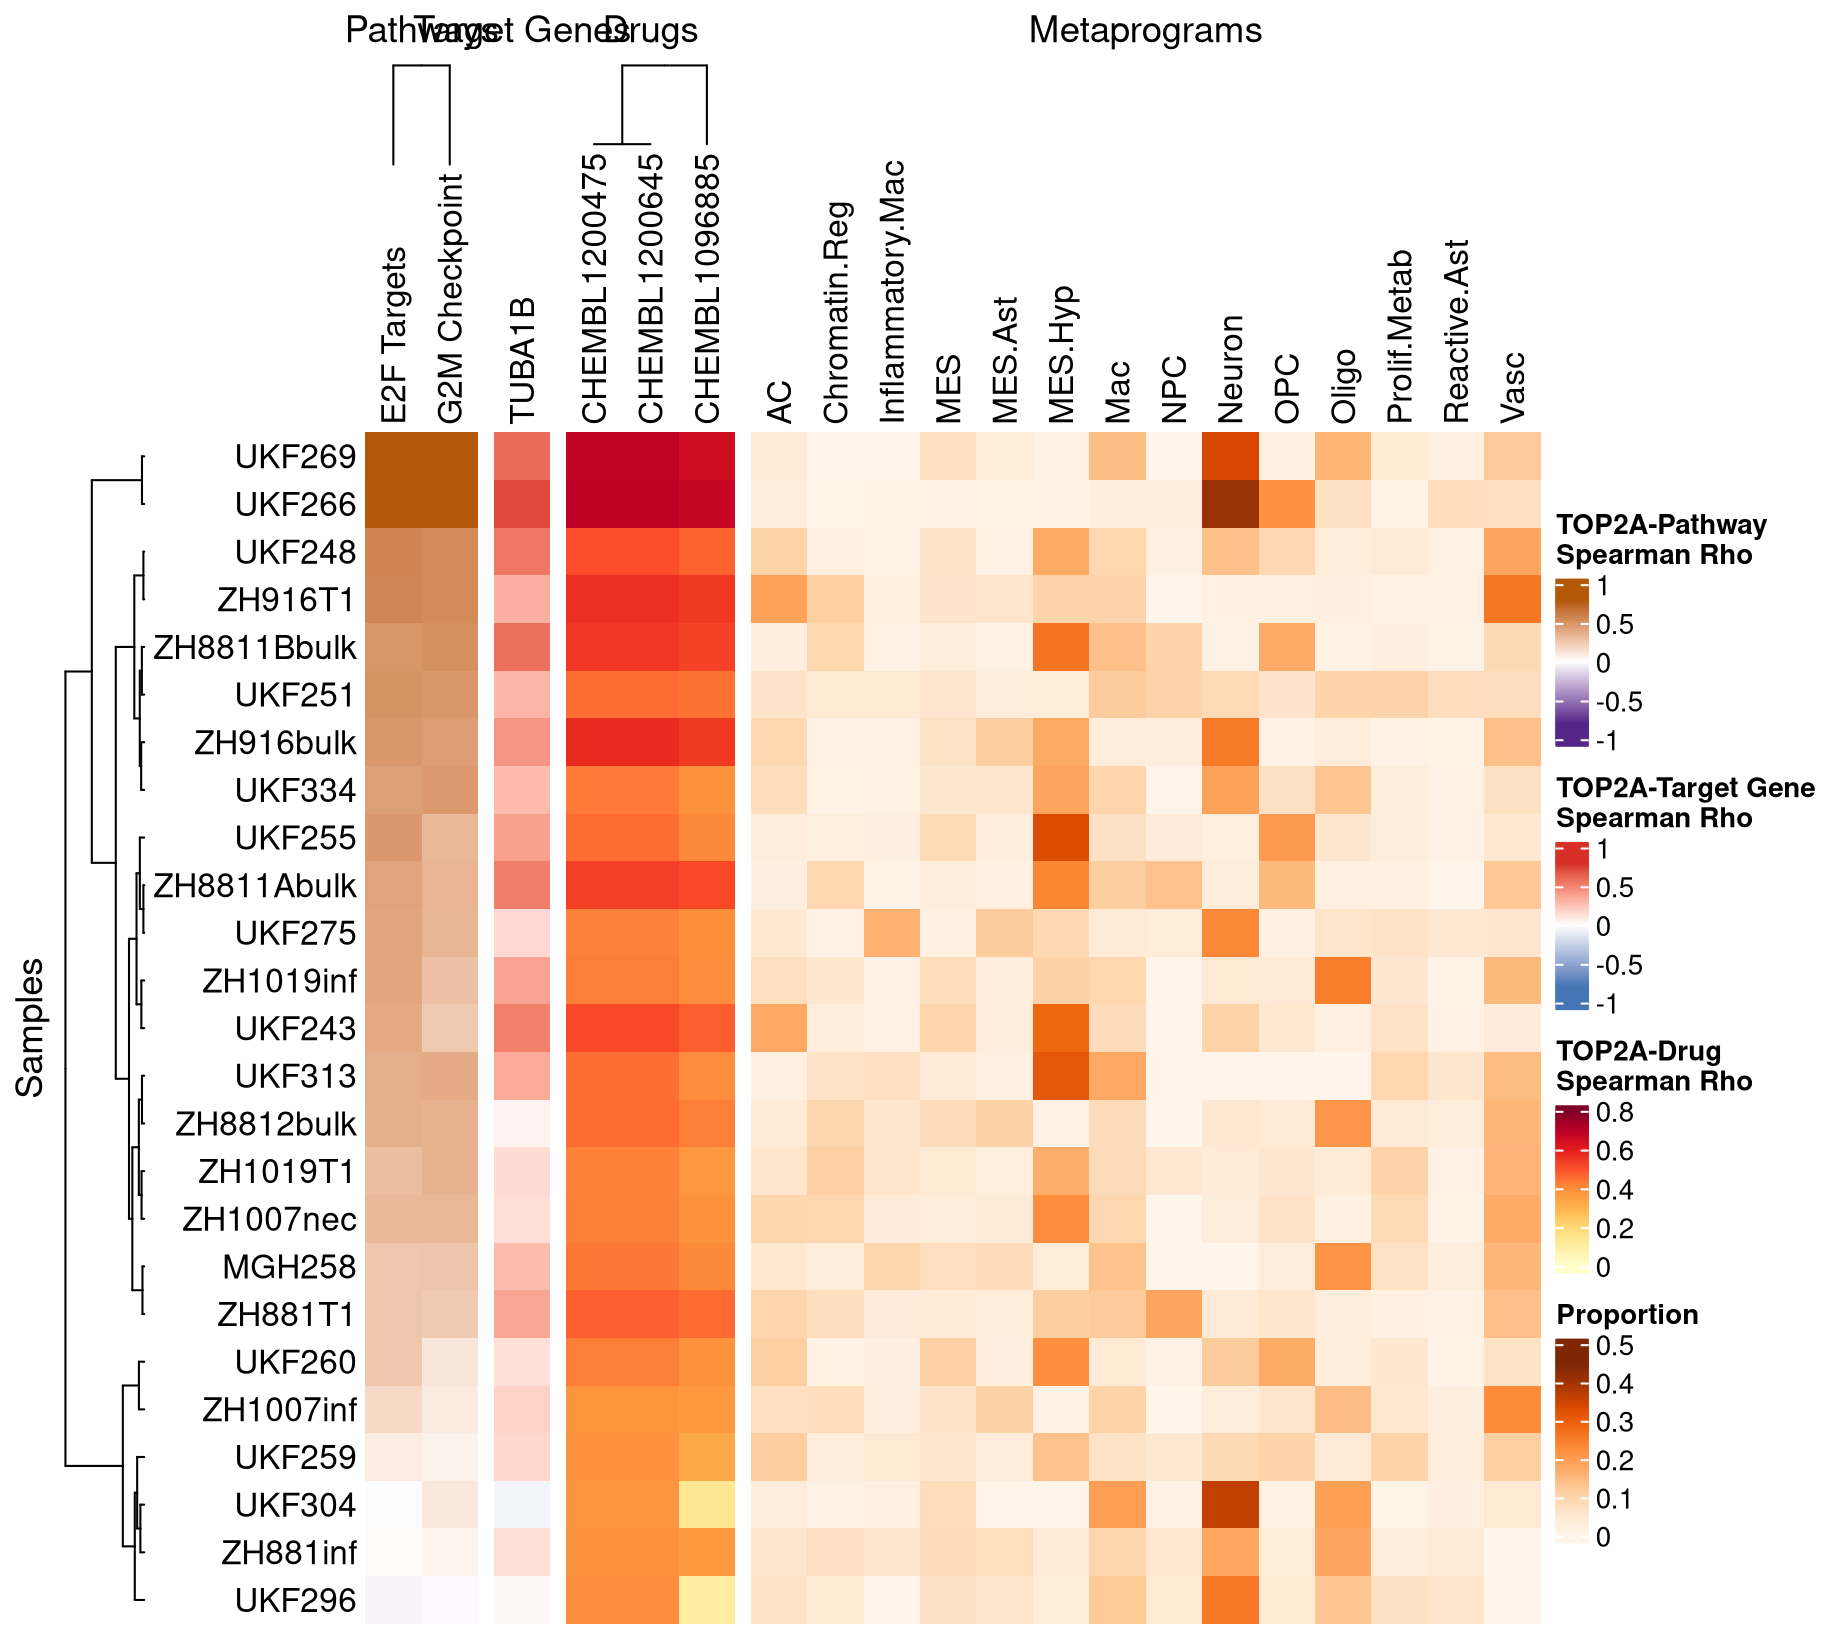 Pathways Target Genes Drugs Metaprograms
E2F Targets
G2M Checkpoint
TUBA1B
CHEMBL1200475
CHEMBL1200645
CHEMBL1096885
AC
Chromatin.Reg
Inflammatory.Mac
MES
MES.Ast
MES.Hyp
Mac
NPC
Neuron
OPC
Oligo
Prolif.Metab
Reactive.Ast
Vasc
Samples
UKF269
UKF266
UKF248
ZH916T1
ZH8811Bbulk
UKF251
ZH916bulk
UKF334
UKF255
ZH8811Abulk
UKF275
ZH1019inf
UKF243
UKF313
ZH8812bulk
ZH1019T1
ZH1007nec
MGH258
ZH881T1
UKF260
ZH1007inf
UKF259
UKF304
ZH881inf
UKF296
TOP2A-Pathway
Spearman Rho
1
0.5
0
-0.5
-1
TOP2A-Target Gene
Spearman Rho
1
0.5
0
-0.5
-1
TOP2A-Drug
Spearman Rho
0.8
0.6
0.4
0.2
0
Proportion
0.5
0.4
0.3
0.2
0.1
0